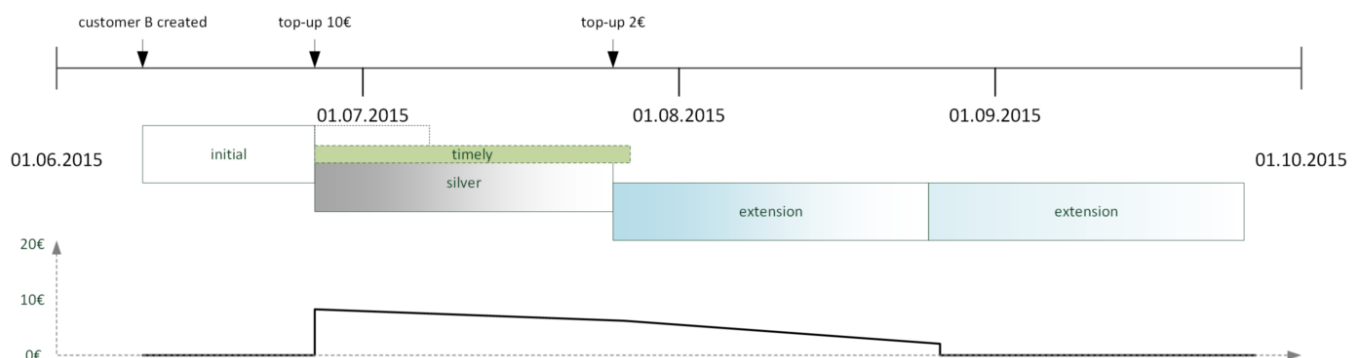 customer B created top-up 10€ top-up 2€
01.07.2015 01.08.2015 01.09.2015
01.06.2015 initial timely 01.10.2015
silver
extension extension
20€
10€
0€